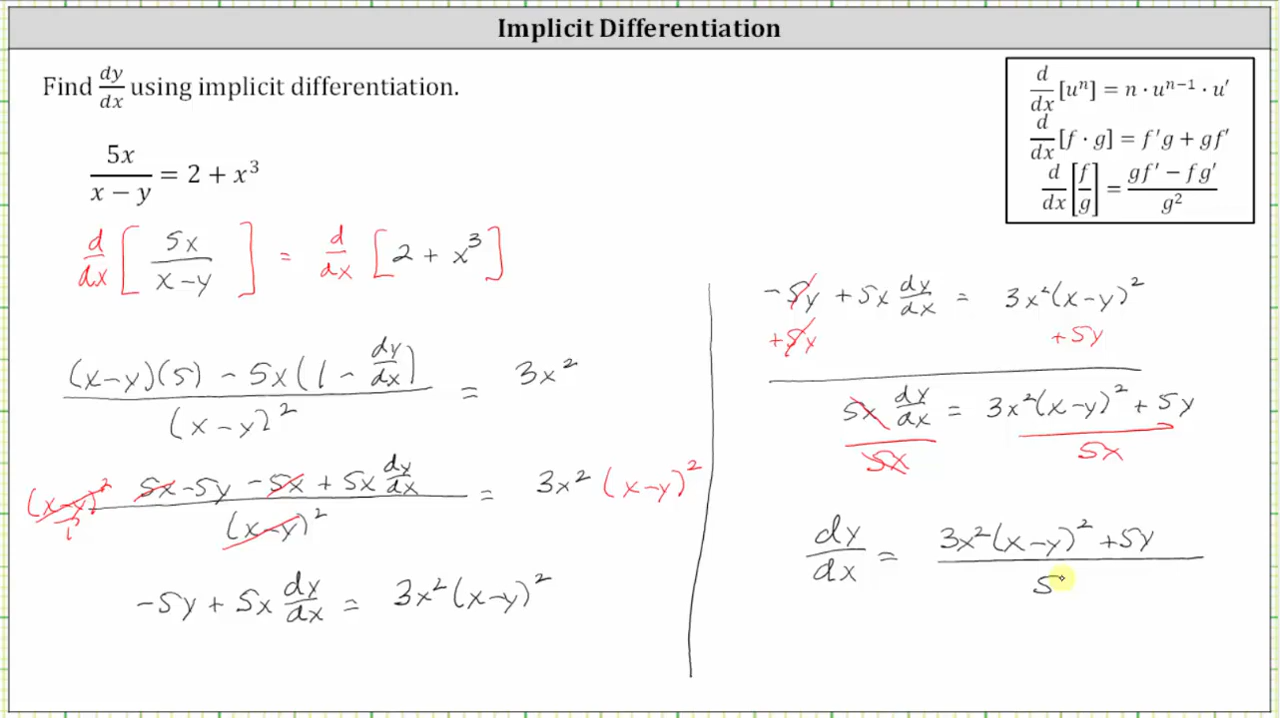 Implicit Differentiation
Find dy/dx using implicit differentiation.
5x/(x − y) = 2 + x³
d/dx [ 5x/(x−y) ] = d/dx [ 2 + x³ ]
((x−y)(5) − 5x(1 − dy/dx))/(x−y)² = 3x²
(x−y)²/1 (5x − 5y − 5x + 5x dy/dx)/(x−y)² = 3x² (x−y)²
−5y + 5x dy/dx = 3x²(x−y)²
d/dx [uⁿ] = n · uⁿ⁻¹ · u′
d/dx [f · g] = f′g + gf′
d/dx [f/g] = (gf′ − fg′)/g²
−5y + 5x dy/dx = 3x²(x−y)²
+5y +5y
5x dy/dx = 3x²(x−y)² + 5y
5x 5x
dy/dx = (3x²(x−y)² + 5y)/5